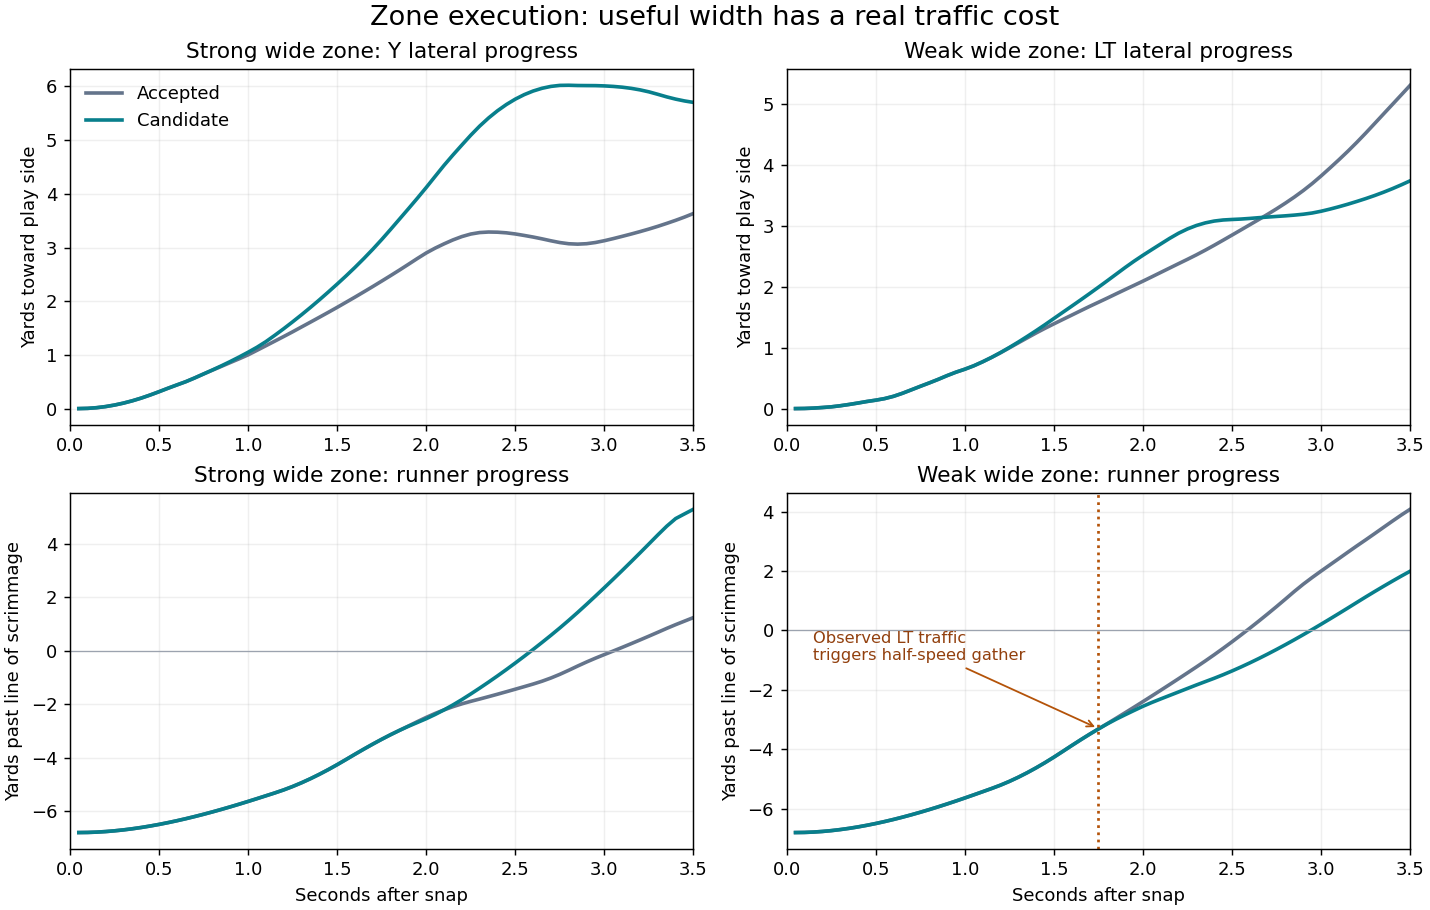 Zone execution: useful width has a real traffic cost
Strong wide zone: Y lateral progress
Yards toward play side
6
5
4
3
2
1
0
Accepted
Candidate
0.0 0.5 1.0 1.5 2.0 2.5 3.0 3.5
Weak wide zone: LT lateral progress
Yards toward play side
5
4
3
2
1
0
0.0 0.5 1.0 1.5 2.0 2.5 3.0 3.5
Strong wide zone: runner progress
Yards past line of scrimmage
4
2
0
−2
−4
−6
0.0 0.5 1.0 1.5 2.0 2.5 3.0 3.5
Seconds after snap
Weak wide zone: runner progress
Yards past line of scrimmage
4
2
0
−2
−4
−6
Observed LT traffic
triggers half-speed gather
0.0 0.5 1.0 1.5 2.0 2.5 3.0 3.5
Seconds after snap